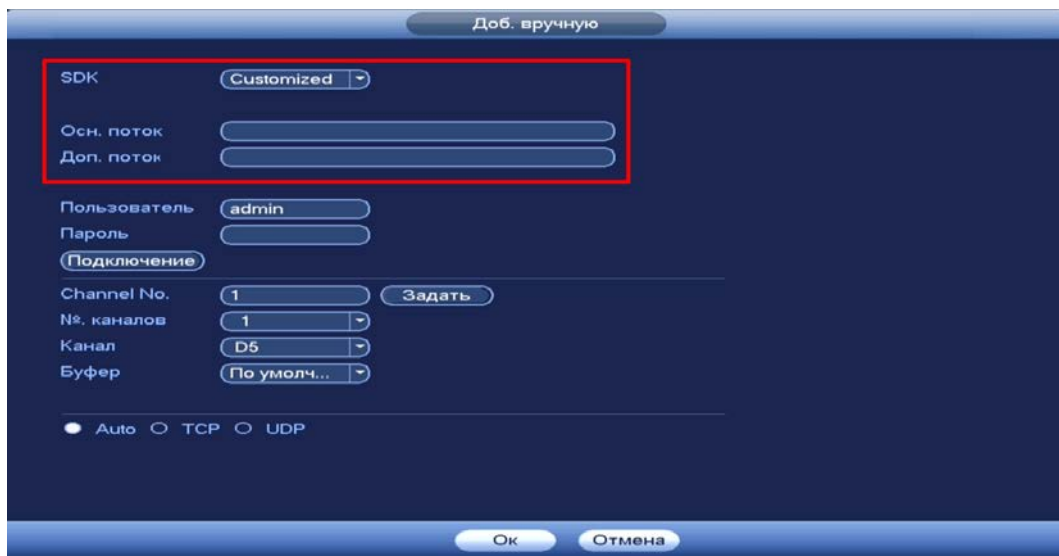 Доб. вручную
SDK Customized
Осн. поток
Доп. поток
Пользователь admin
Пароль
Подключение
Channel No. 1 Задать
№. каналов 1
Канал D5
Буфер По умолч...
Auto TCP UDP
Ок Отмена